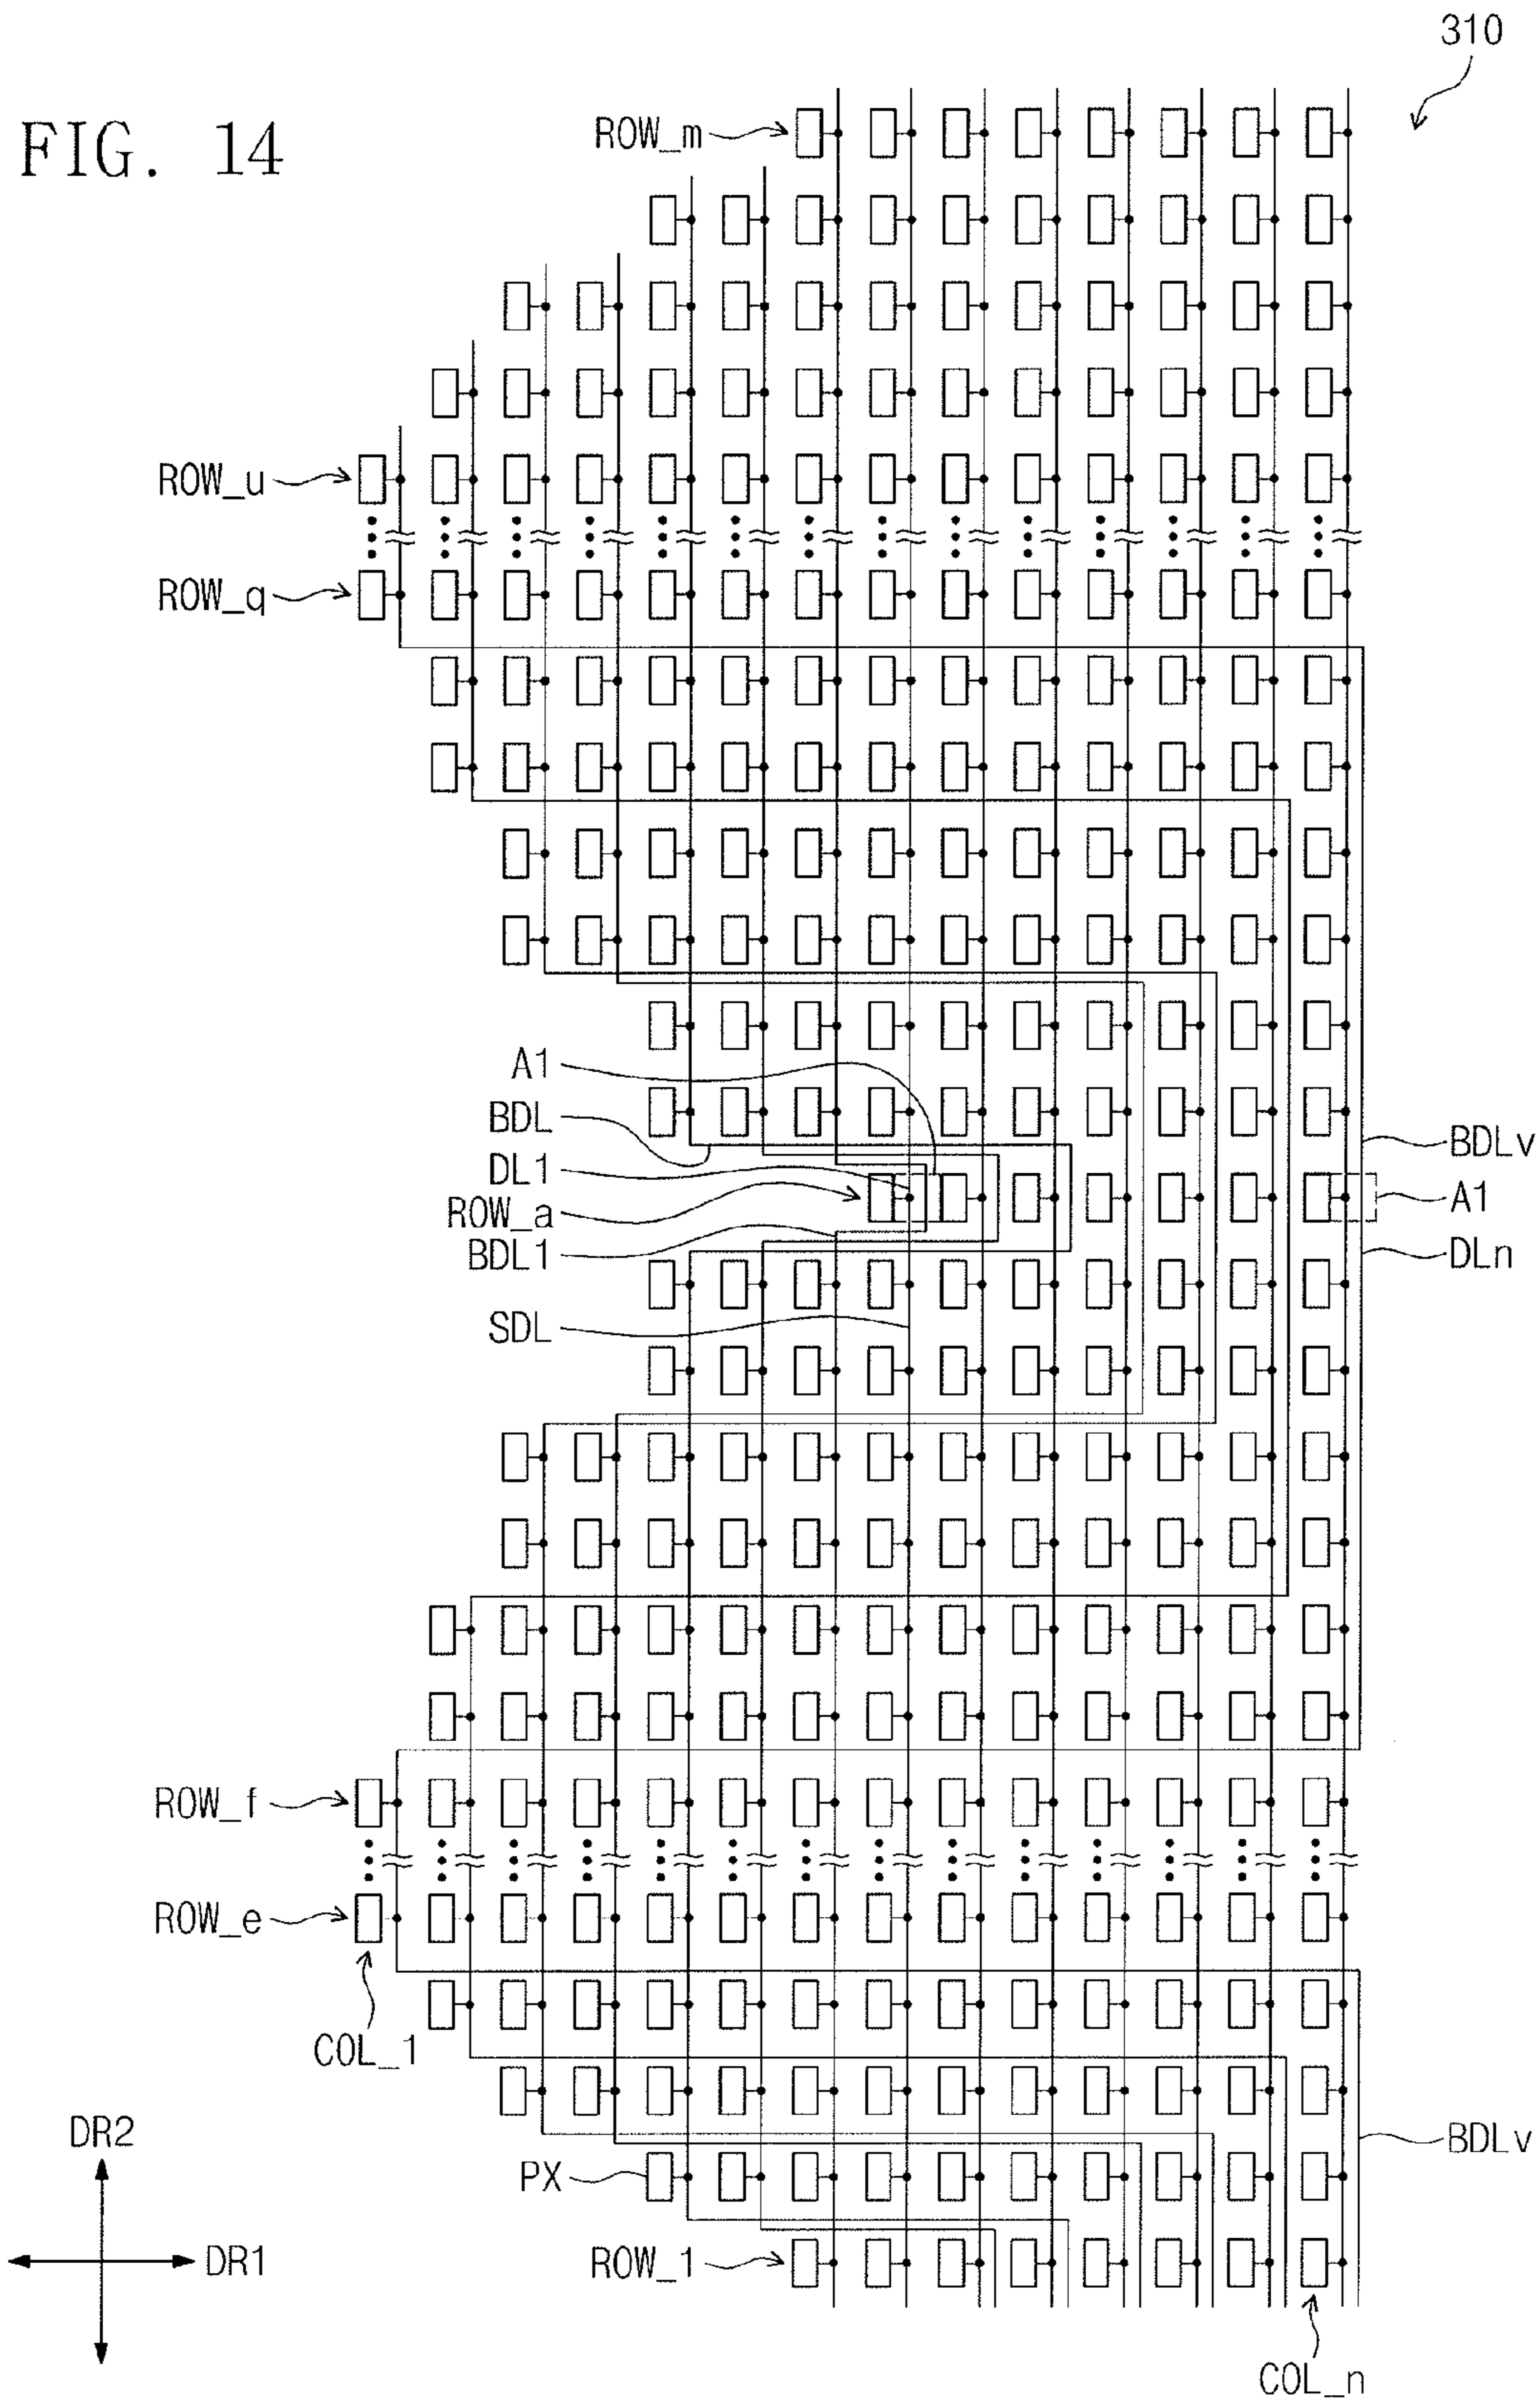 310
FIG. 14
ROW_m
ROW_u
ROW_q
A1
BDL
BDLv
DL1
A1
ROW_a
BDL1
DLn
SDL
ROW_f
ROW_e
COL_1
DR2
BDLv
PX
DR1
ROW_1
COL_n